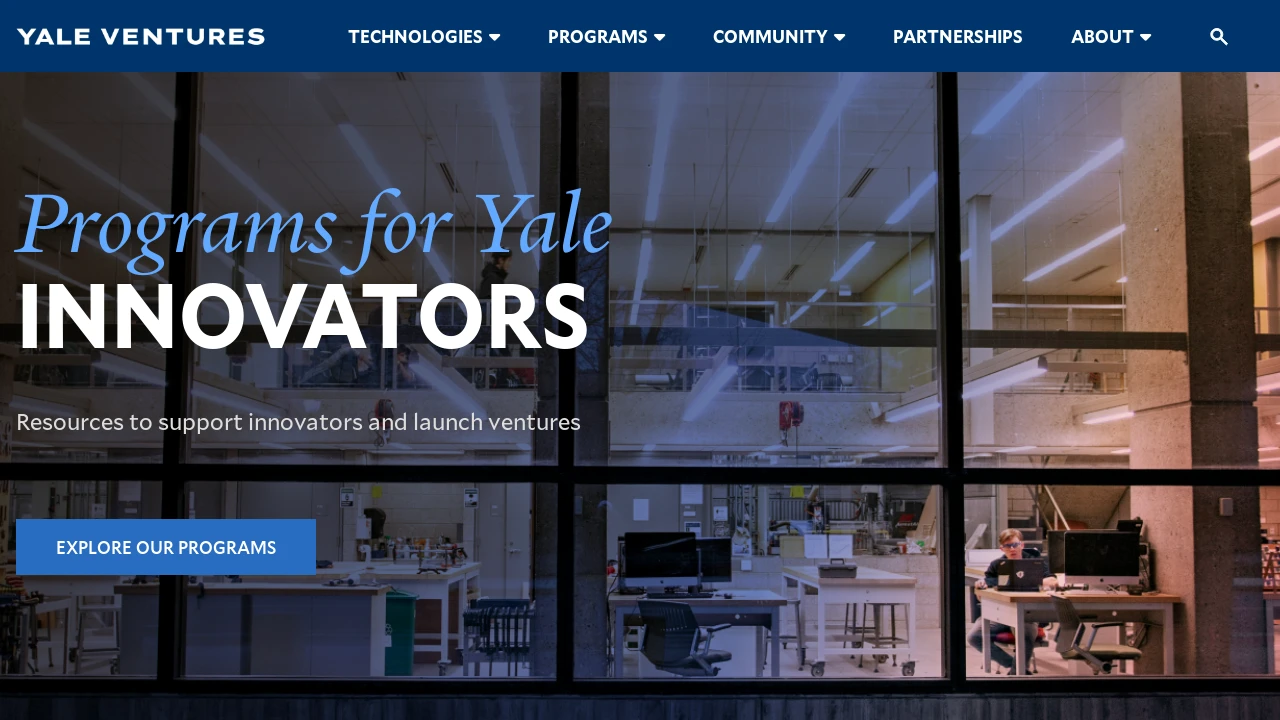 YALE VENTURES
TECHNOLOGIES
PROGRAMS
COMMUNITY
PARTNERSHIPS
ABOUT
Programs for Yale
INNOVATORS
Resources to support innovators and launch ventures
EXPLORE OUR PROGRAMS